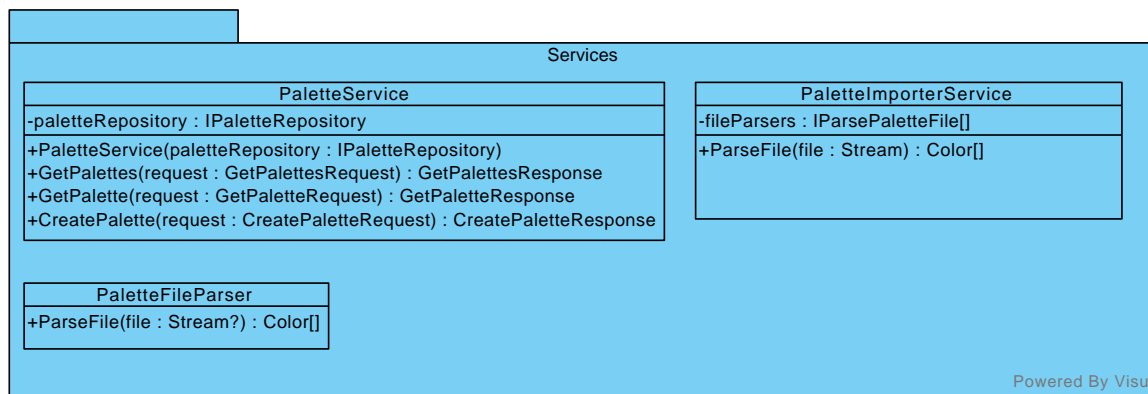 Services
PaletteService
-paletteRepository : IPaletteRepository
+PaletteService(paletteRepository : IPaletteRepository)
+GetPalettes(request : GetPalettesRequest) : GetPalettesResponse
+GetPalette(request : GetPaletteRequest) : GetPaletteResponse
+CreatePalette(request : CreatePaletteRequest) : CreatePaletteResponse
PaletteImporterService
-fileParsers : IParsePaletteFile[]
+ParseFile(file : Stream) : Color[]
PaletteFileParser
+ParseFile(file : Stream?) : Color[]
Powered By Visu